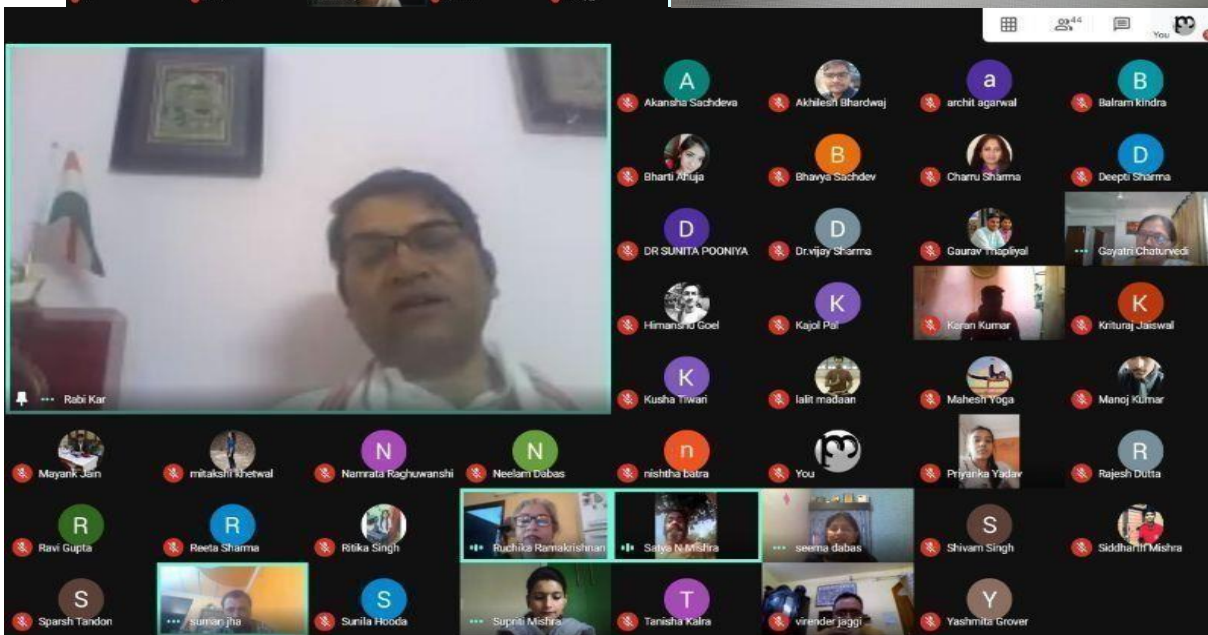 44
You
A
Akansha Sachdeva
Akhilesh Bhardwaj
a
archit agarwal
B
Balram kindra
Bharti Ahuja
B
Bhavya Sachdev
Charru Sharma
D
Deepti Sharma
D
DR SUNITA POONIYA
D
Dr.vijay Sharma
Gaurav Thapliyal
Gayatri Chaturvedi
Himanshu Goel
K
Kajol Pal
Karan Kumar
K
Krituraj Jaiswal
Rabi Kar
K
Kusha Tiwari
lalit madaan
Mahesh Yoga
Manoj Kumar
Mayank Jain
mitakshi khetwal
N
Namrata Raghuwanshi
N
Neelam Dabas
n
nishtha batra
You
Priyanka Yadav
R
Rajesh Dutta
R
Ravi Gupta
R
Reeta Sharma
Ritika Singh
Ruchika Ramakrishnan
Satya N Mishra
seema dabas
S
Shivam Singh
Siddharth Mishra
S
Sparsh Tandon
suman jha
S
Sunila Hooda
Supriti Mishra
T
Tanisha Kalra
virender jaggi
Y
Yashmita Grover